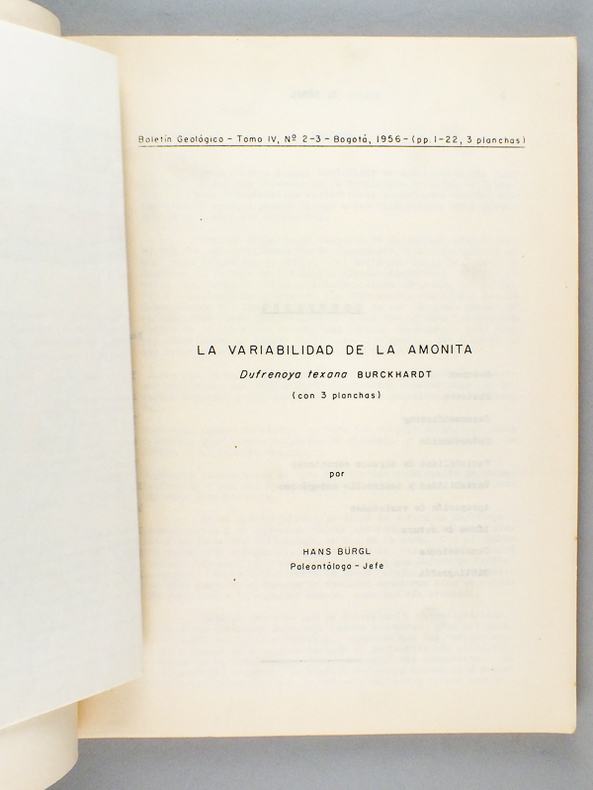 Boletín Geológico - Tomo IV, Nº 2-3 - Bogotá, 1956 - (pp. 1-22, 3 planchas)
LA VARIABILIDAD DE LA AMONITA
Dufrenoya texana BURCKHARDT
(con 3 planchas)
por
HANS BÜRGL
Paleontólogo - Jefe